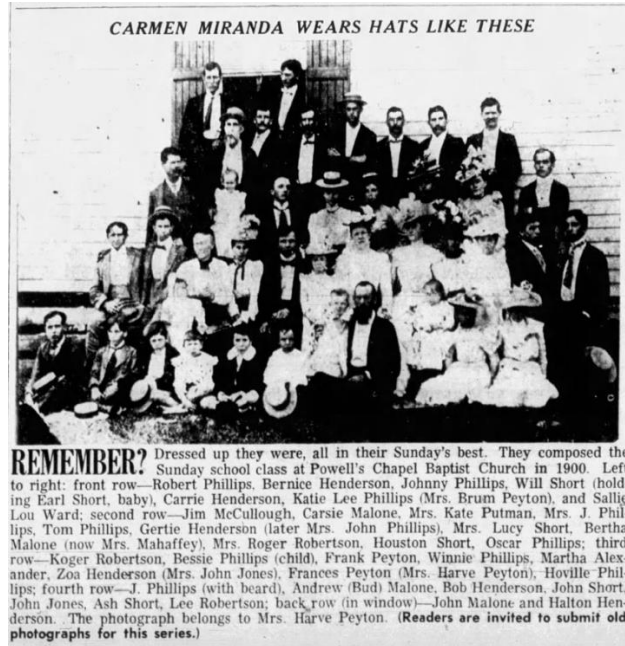 CARMEN MIRANDA WEARS HATS LIKE THESE
REMEMBER? Dressed up they were, all in their Sunday's best. They composed the
Sunday school class at Powell's Chapel Baptist Church in 1900. Left
to right: front row—Robert Phillips, Bernice Henderson, Johnny Phillips, Will Short (hold-
ing Earl Short, baby), Carrie Henderson, Katie Lee Phillips (Mrs. Brum Peyton), and Sallie
Lou Ward; second row—Jim McCullough, Carsie Malone, Mrs. Kate Putman, Mrs. J. Phil-
lips, Tom Phillips, Gertie Henderson (later Mrs. John Phillips), Mrs. Lucy Short, Bertha
Malone (now Mrs. Mahaffey), Mrs. Roger Robertson, Houston Short, Oscar Phillips; third
row—Koger Robertson, Bessie Phillips (child), Frank Peyton, Winnie Phillips, Martha Alex-
ander, Zoa Henderson (Mrs. John Jones), Frances Peyton (Mrs. Harve Peyton), Hoville Phil-
lips; fourth row—J. Phillips (with beard), Andrew (Bud) Malone, Bob Henderson, John Short,
John Jones, Ash Short, Lee Robertson; back row (in window)—John Malone and Halton Hen-
derson. The photograph belongs to Mrs. Harve Peyton. (Readers are invited to submit old
photographs for this series.)